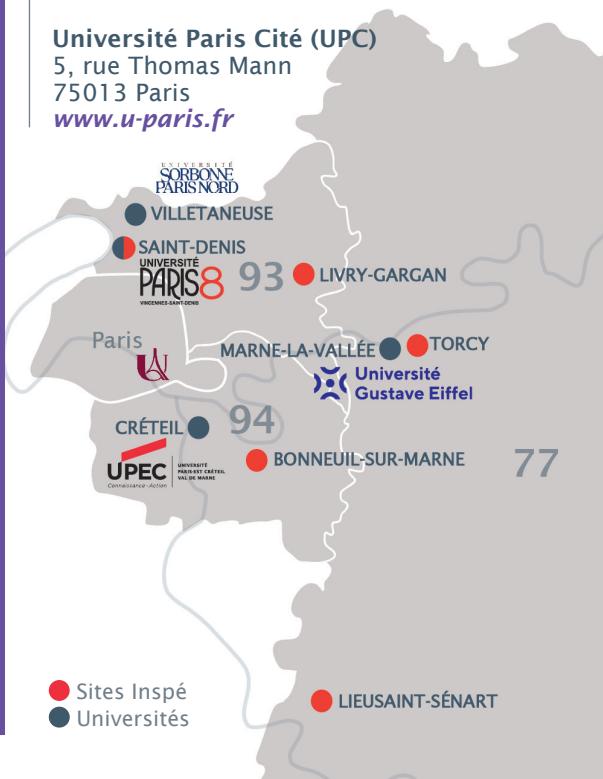 Université Paris Cité (UPC)
5, rue Thomas Mann
75013 Paris
www.u-paris.fr
UNIVERSITÉ
SORBONNE
PARIS NORD
VILLETANEUSE
SAINT-DENIS
UNIVERSITÉ
PARIS 8
VINCENNES-SAINT-DENIS
93
LIVRY-GARGAN
Paris
MARNE-LA-VALLÉE
TORCY
Université
Gustave Eiffel
CRÉTEIL
94
UPEC
Connaissance - Action
UNIVERSITÉ
PARIS-EST CRÉTEIL
VAL DE MARNE
BONNEUIL-SUR-MARNE
77
LIEUSAINT-SÉNART
Sites Inspé
Universités